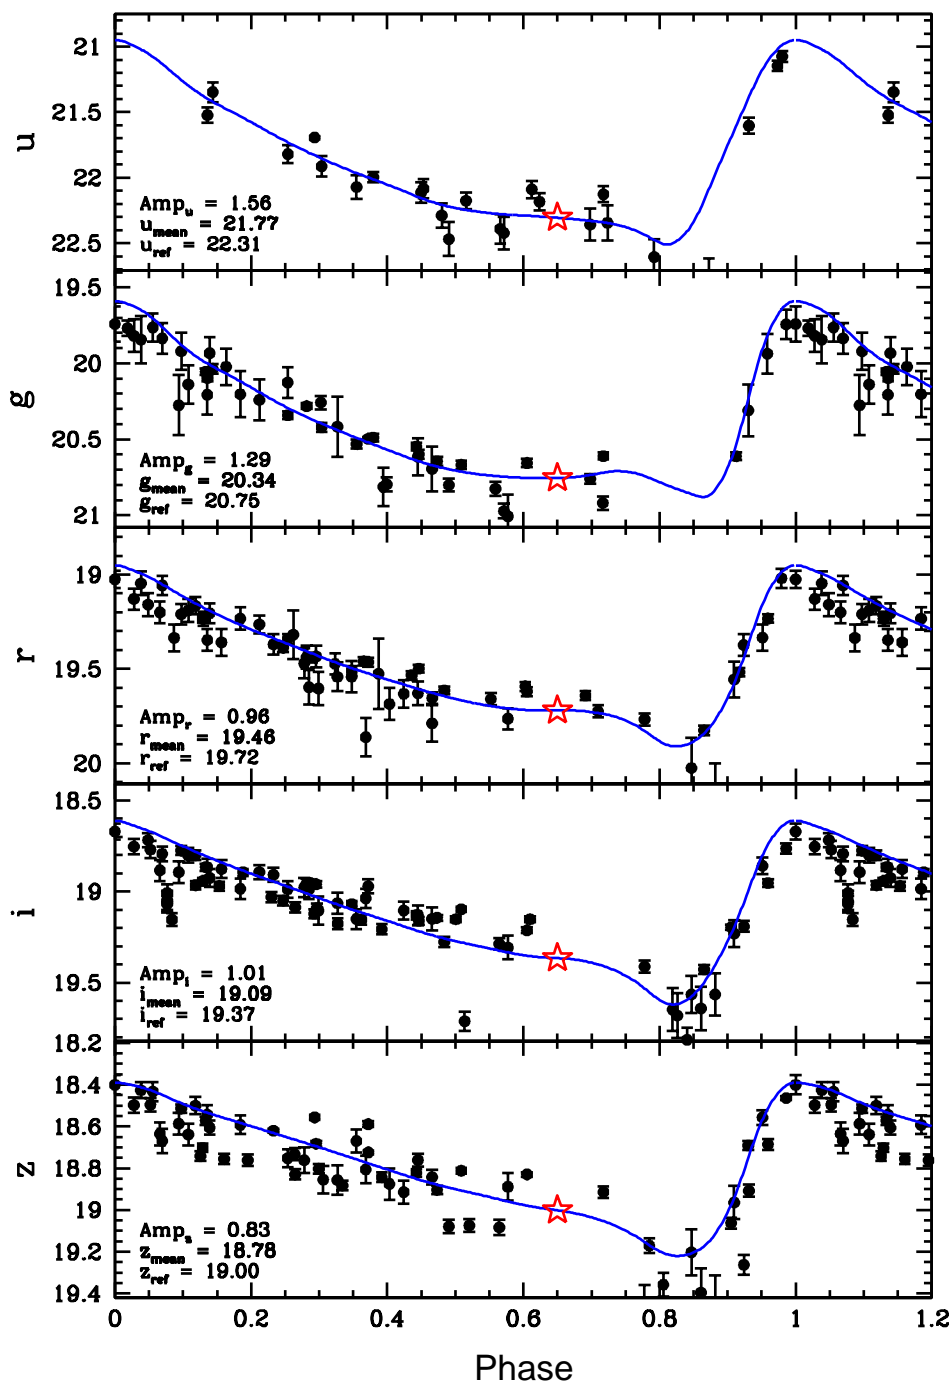 21
21.5
22
22.5
u
Amp_u = 1.56
u_mean = 21.77
u_ref = 22.31
19.5
20
20.5
21
g
Amp_g = 1.29
g_mean = 20.34
g_ref = 20.75
19
19.5
20
r
Amp_r = 0.96
r_mean = 19.46
r_ref = 19.72
18.5
19
19.5
i
Amp_i = 1.01
i_mean = 19.09
i_ref = 19.37
18.2
18.4
18.6
18.8
19
19.2
19.4
z
Amp_z = 0.83
z_mean = 18.78
z_ref = 19.00
0 0.2 0.4 0.6 0.8 1 1.2
Phase